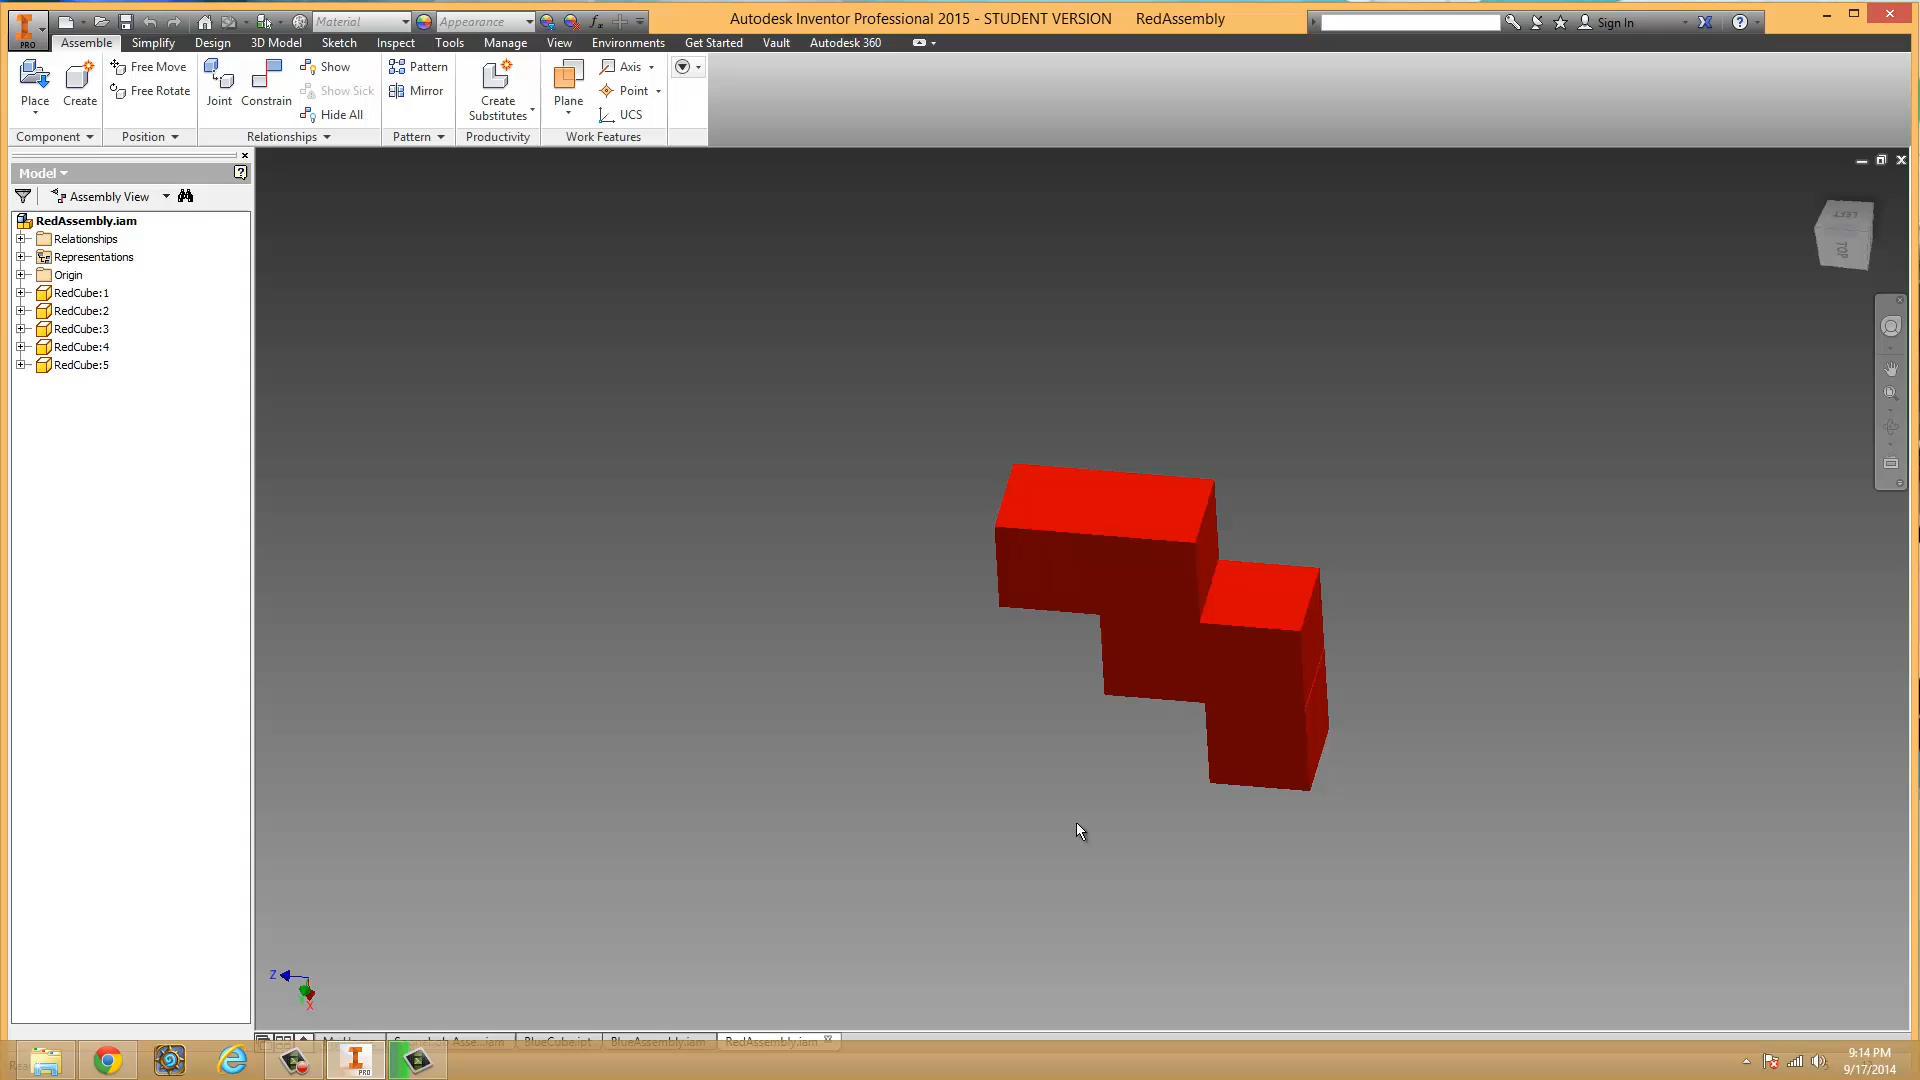 Material
Appearance
Autodesk Inventor Professional 2015 - STUDENT VERSION RedAssembly
Sign In
PRO
Assemble Simplify Design 3D Model Sketch Inspect Tools Manage View Environments Get Started Vault Autodesk 360
Place
Create
Free Move
Free Rotate
Joint
Constrain
Show
Show Sick
Hide All
Pattern
Mirror
Create
Substitutes
Plane
Axis
Point
UCS
Component Position Relationships Pattern Productivity Work Features
Model
Assembly View
RedAssembly.iam
Relationships
Representations
Origin
RedCube:1
RedCube:2
RedCube:3
RedCube:4
RedCube:5
LEFT
TOP
Z
X
BlueCube.ipt BlueAssembly.iam RedAssembly.iam
PRO
9:14 PM
9/17/2014